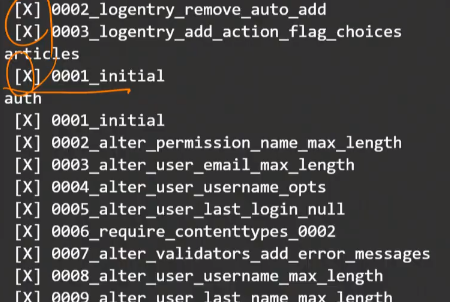 [X] 0002_logentry_remove_auto_add
[X] 0003_logentry_add_action_flag_choices
articles
[X] 0001_initial
auth
[X] 0001_initial
[X] 0002_alter_permission_name_max_length
[X] 0003_alter_user_email_max_length
[X] 0004_alter_user_username_opts
[X] 0005_alter_user_last_login_null
[X] 0006_require_contenttypes_0002
[X] 0007_alter_validators_add_error_messages
[X] 0008_alter_user_username_max_length
[X] 0009_alter_user_last_name_max_length